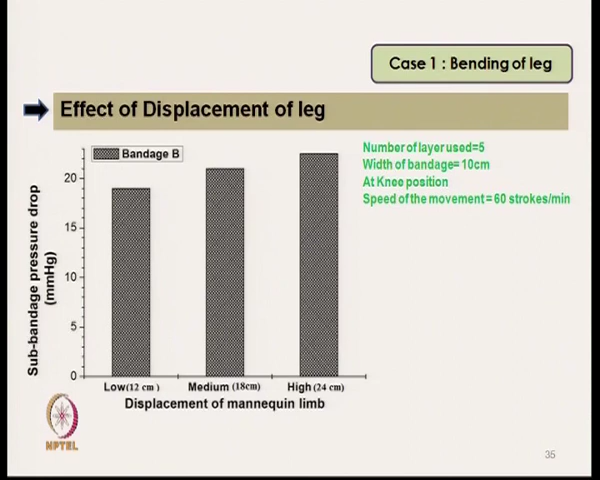 Case 1 : Bending of leg
Effect of Displacement of leg
Number of layer used=5
Width of bandage= 10cm
At Knee position
Speed of the movement = 60 strokes/min
Bandage B
Sub-bandage pressure drop
(mmHg)
20
15
10
5
0
Low(12 cm )
Medium (18cm)
High (24 cm)
Displacement of mannequin limb
NPTEL
35